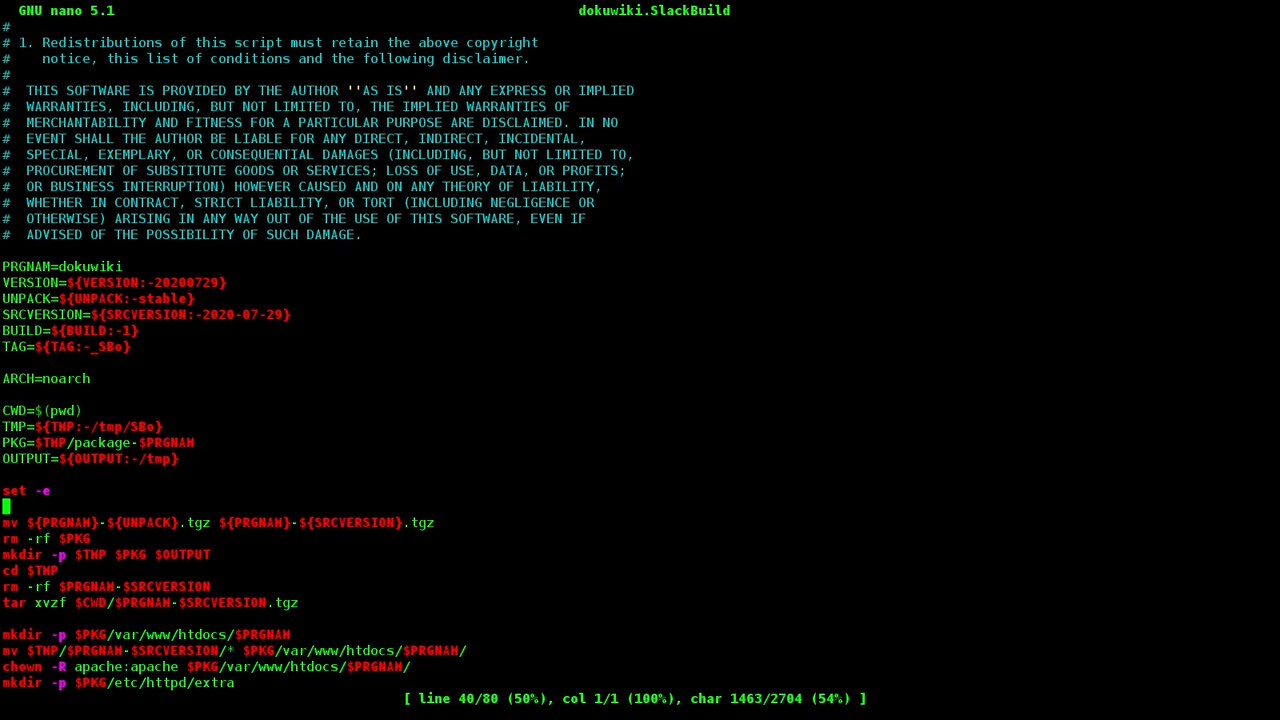 GNU nano 5.1 dokuwiki.SlackBuild
#
# 1. Redistributions of this script must retain the above copyright
#    notice, this list of conditions and the following disclaimer.
#
#  THIS SOFTWARE IS PROVIDED BY THE AUTHOR ''AS IS'' AND ANY EXPRESS OR IMPLIED
#  WARRANTIES, INCLUDING, BUT NOT LIMITED TO, THE IMPLIED WARRANTIES OF
#  MERCHANTABILITY AND FITNESS FOR A PARTICULAR PURPOSE ARE DISCLAIMED. IN NO
#  EVENT SHALL THE AUTHOR BE LIABLE FOR ANY DIRECT, INDIRECT, INCIDENTAL,
#  SPECIAL, EXEMPLARY, OR CONSEQUENTIAL DAMAGES (INCLUDING, BUT NOT LIMITED TO,
#  PROCUREMENT OF SUBSTITUTE GOODS OR SERVICES; LOSS OF USE, DATA, OR PROFITS;
#  OR BUSINESS INTERRUPTION) HOWEVER CAUSED AND ON ANY THEORY OF LIABILITY,
#  WHETHER IN CONTRACT, STRICT LIABILITY, OR TORT (INCLUDING NEGLIGENCE OR
#  OTHERWISE) ARISING IN ANY WAY OUT OF THE USE OF THIS SOFTWARE, EVEN IF
#  ADVISED OF THE POSSIBILITY OF SUCH DAMAGE.
PRGNAM=dokuwiki
VERSION=${VERSION:-20200729}
UNPACK=${UNPACK:-stable}
SRCVERSION=${SRCVERSION:-2020-07-29}
BUILD=${BUILD:-1}
TAG=${TAG:-_SBo}
ARCH=noarch
CWD=$(pwd)
TMP=${TMP:-/tmp/SBo}
PKG=$TMP/package-$PRGNAM
OUTPUT=${OUTPUT:-/tmp}
set -e
mv ${PRGNAM}-${UNPACK}.tgz ${PRGNAM}-${SRCVERSION}.tgz
rm -rf $PKG
mkdir -p $TMP $PKG $OUTPUT
cd $TMP
rm -rf $PRGNAM-$SRCVERSION
tar xvzf $CWD/$PRGNAM-$SRCVERSION.tgz
mkdir -p $PKG/var/www/htdocs/$PRGNAM
mv $TMP/$PRGNAM-$SRCVERSION/* $PKG/var/www/htdocs/$PRGNAM/
chown -R apache:apache $PKG/var/www/htdocs/$PRGNAM/
mkdir -p $PKG/etc/httpd/extra
[ line 40/80 (50%), col 1/1 (100%), char 1463/2704 (54%) ]